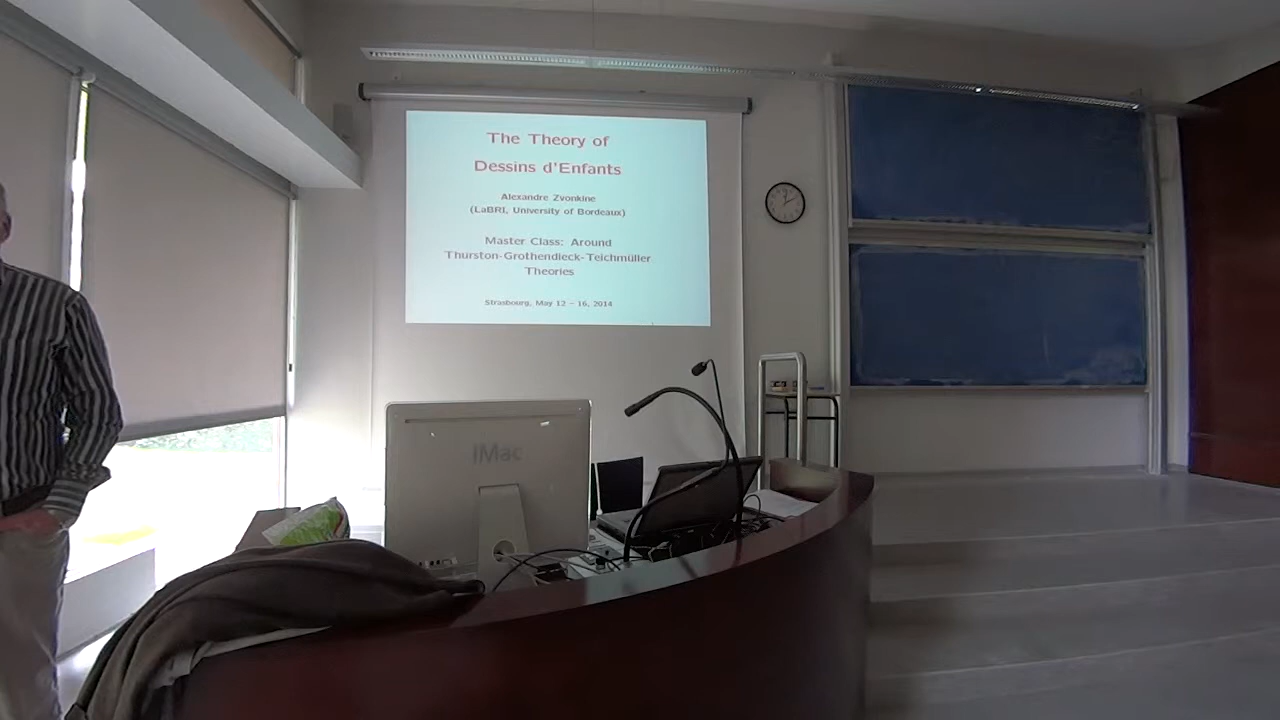 The Theory of
Dessins d'Enfants
Alexandre Zvonkine
(LaBRI, University of Bordeaux)
Master Class: Around
Thurston-Grothendieck-Teichmüller
Theories
Strasbourg, May 12 – 16, 2014
iMac